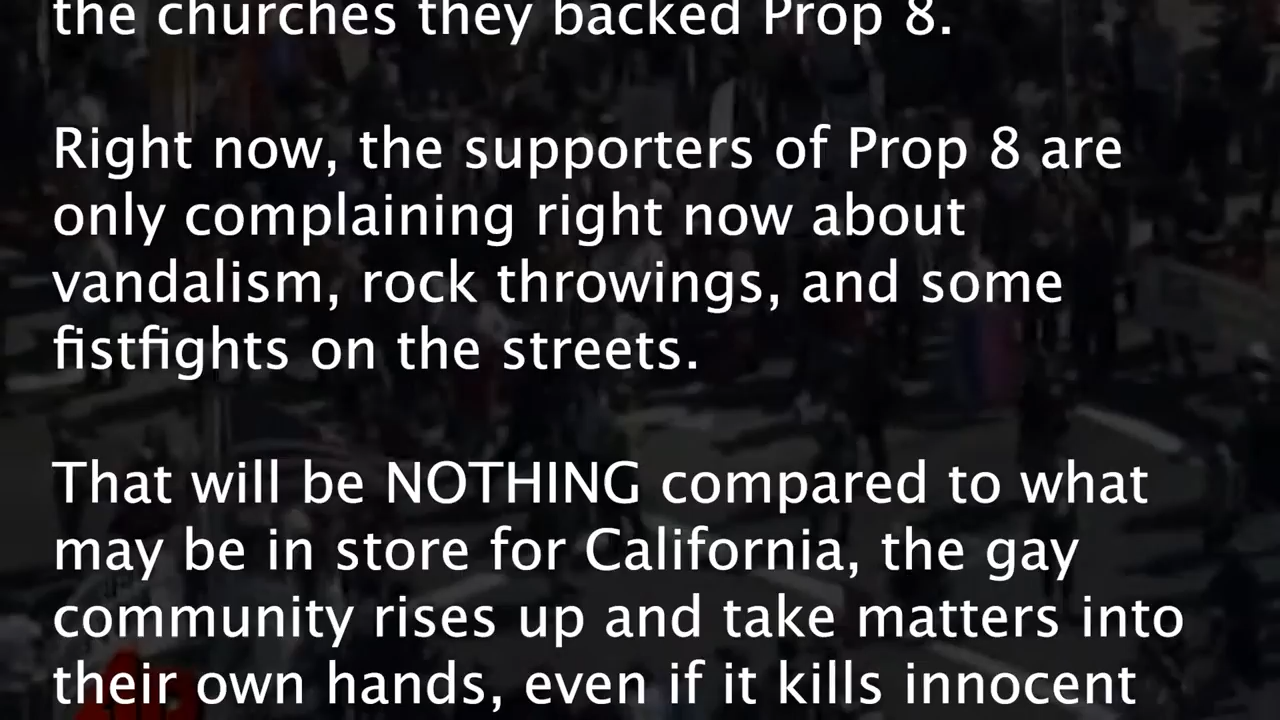 the churches they backed Prop 8.
Right now, the supporters of Prop 8 are
only complaining right now about
vandalism, rock throwings, and some
fistfights on the streets.
That will be NOTHING compared to what
may be in store for California, the gay
community rises up and take matters into
their own hands, even if it kills innocent